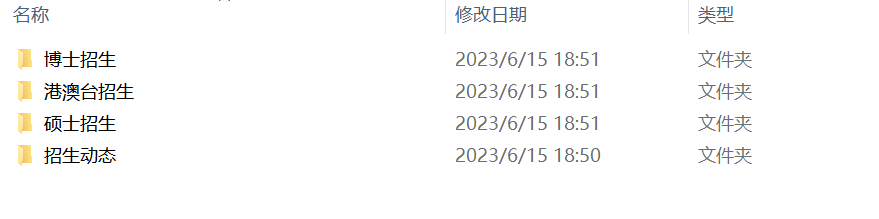 名称 修改日期 类型
博士招生 2023/6/15 18:51 文件夹
港澳台招生 2023/6/15 18:51 文件夹
硕士招生 2023/6/15 18:51 文件夹
招生动态 2023/6/15 18:50 文件夹